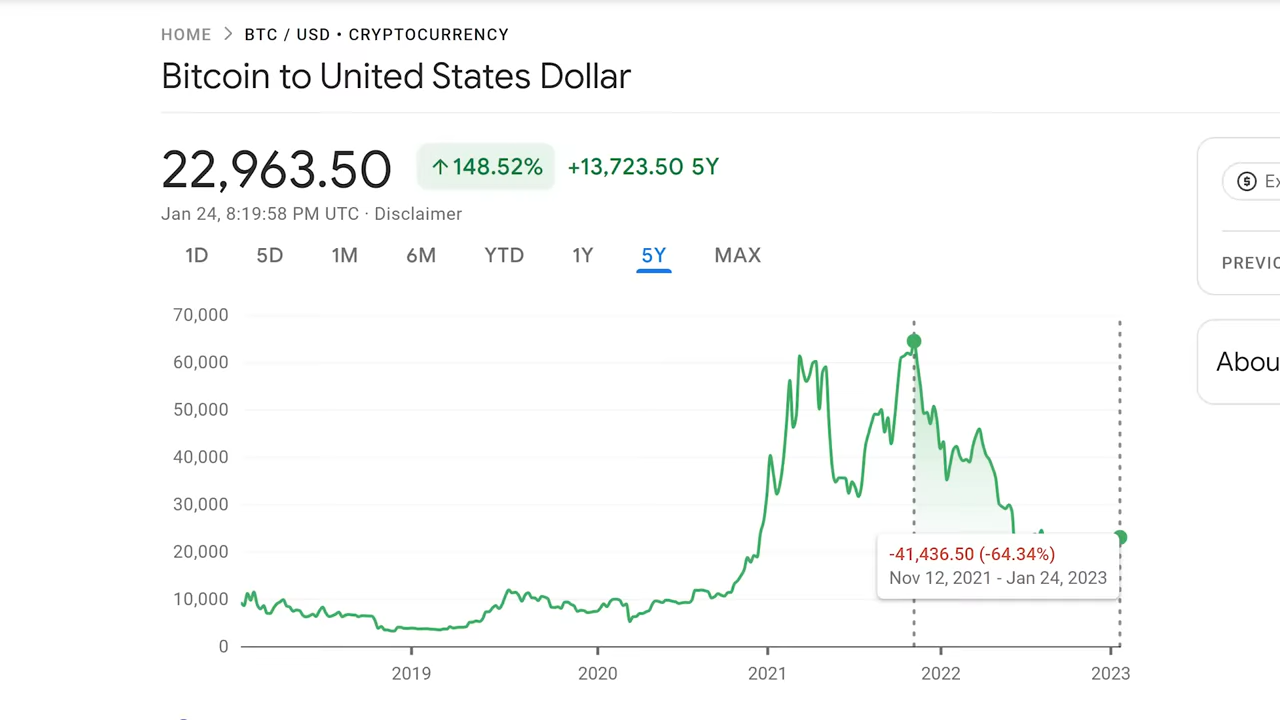 HOME > BTC / USD • CRYPTOCURRENCY
Bitcoin to United States Dollar
22,963.50 ↑148.52% +13,723.50 5Y
Jan 24, 8:19:58 PM UTC · Disclaimer
1D 5D 1M 6M YTD 1Y 5Y MAX
70,000
60,000
50,000
40,000
30,000
20,000
10,000
0
-41,436.50 (-64.34%)
Nov 12, 2021 - Jan 24, 2023
2019 2020 2021 2022 2023
Ex
PREVIC
Abou